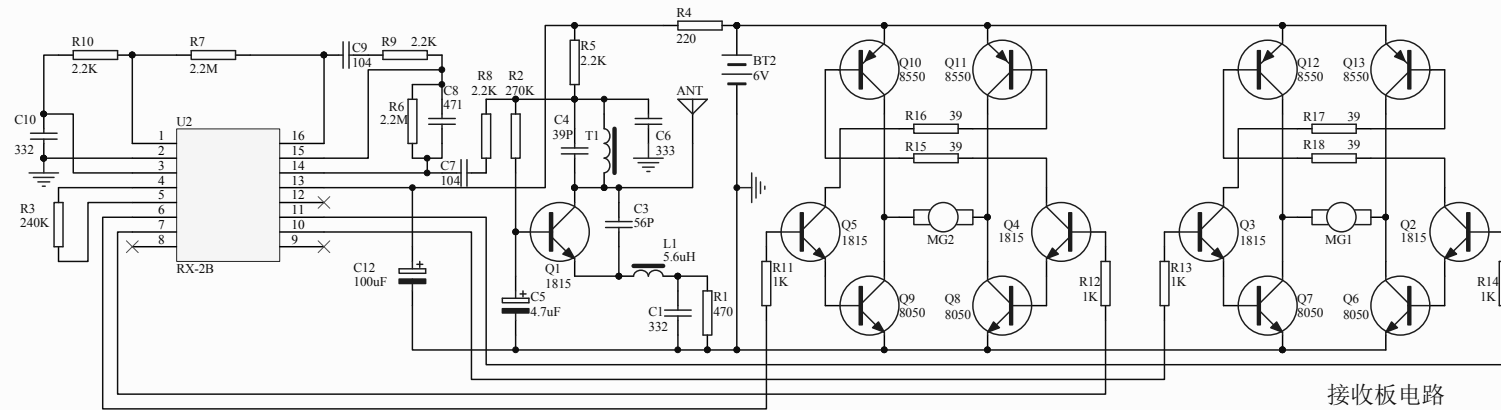 R10
2.2K
R7
2.2M
C9
104
R9
2.2K
R4
220
R5
2.2K
BT2
6V
Q10
8550
Q11
8550
Q12
8550
Q13
8550
C10
332
U2
1
2
3
4
5
6
7
8
16
15
14
13
12
11
10
9
RX-2B
R6
2.2M
C8
471
R8
2.2K
R2
270K
C7
104
C4
39P
T1
C6
333
ANT
R16
39
R15
39
R17
39
R18
39
R3
240K
C12
100uF
+
Q1
1815
C3
56P
L1
5.6uH
C5
4.7uF
+
C1
332
R1
470
Q5
1815
MG2
Q4
1815
Q3
1815
MG1
Q2
1815
R11
1K
R12
1K
R13
1K
R14
1K
Q9
8050
Q8
8050
Q7
8050
Q6
8050
接收板电路